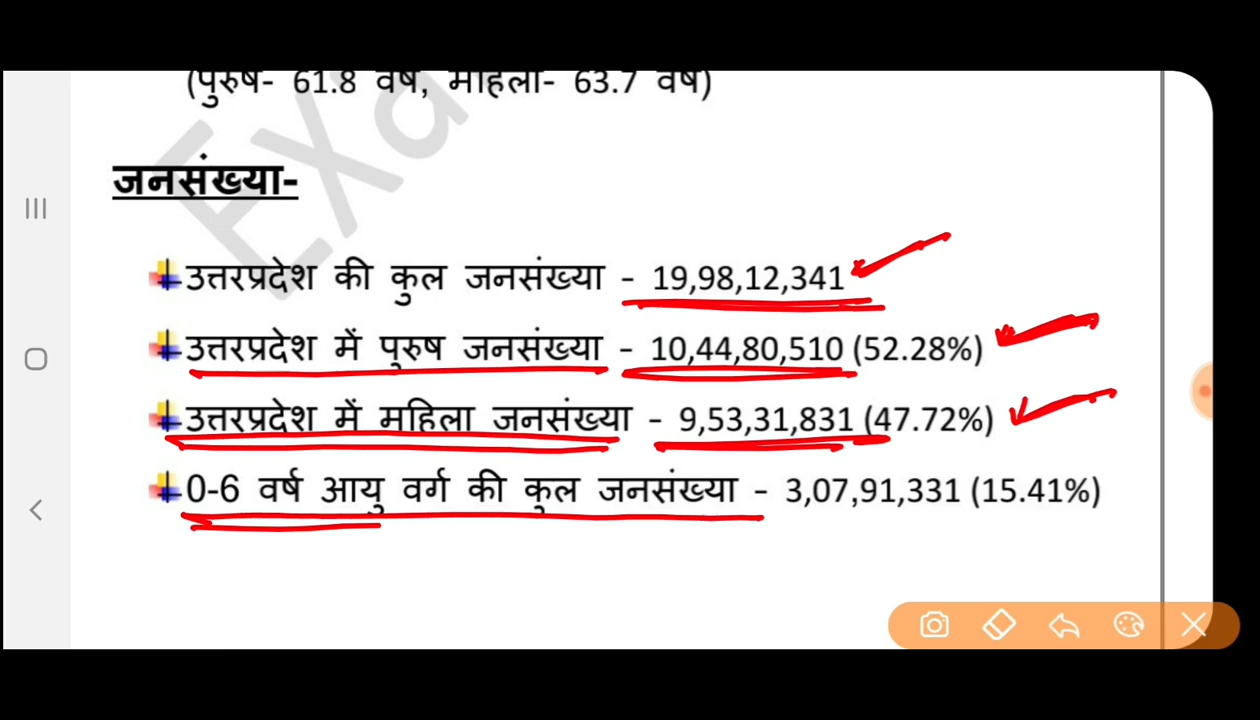 (पुरुष- 61.8 वर्ष, महिला- 63.7 वर्ष)
जनसंख्या-
उत्तरप्रदेश की कुल जनसंख्या - 19,98,12,341
उत्तरप्रदेश में पुरुष जनसंख्या - 10,44,80,510 (52.28%)
उत्तरप्रदेश में महिला जनसंख्या - 9,53,31,831 (47.72%)
0-6 वर्ष आयु वर्ग की कुल जनसंख्या - 3,07,91,331 (15.41%)